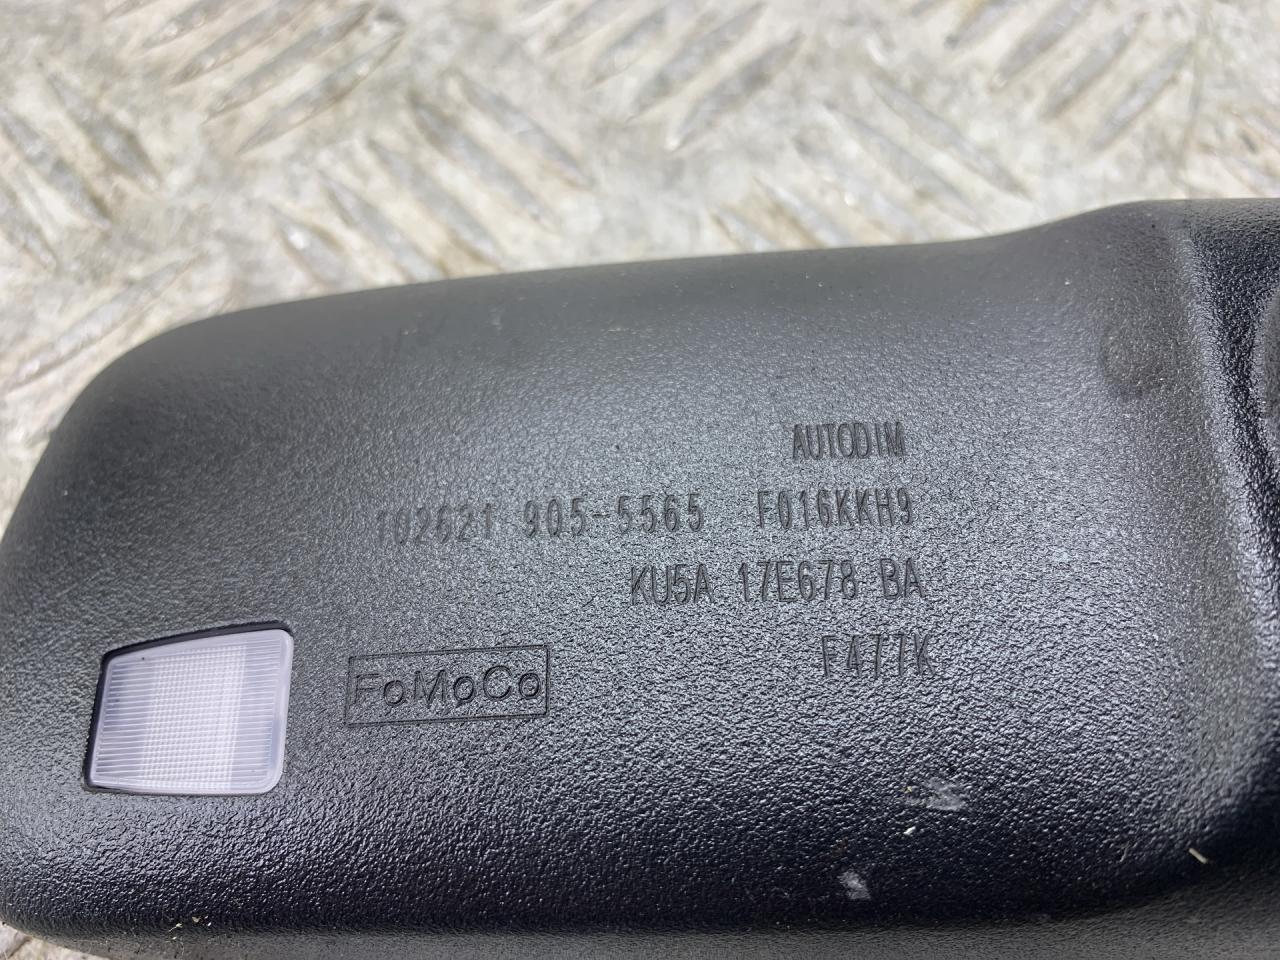 AUTODIM
102621 905-5565 F016KKH9
KU5A 17E678 BA
F477K
FoMoCo